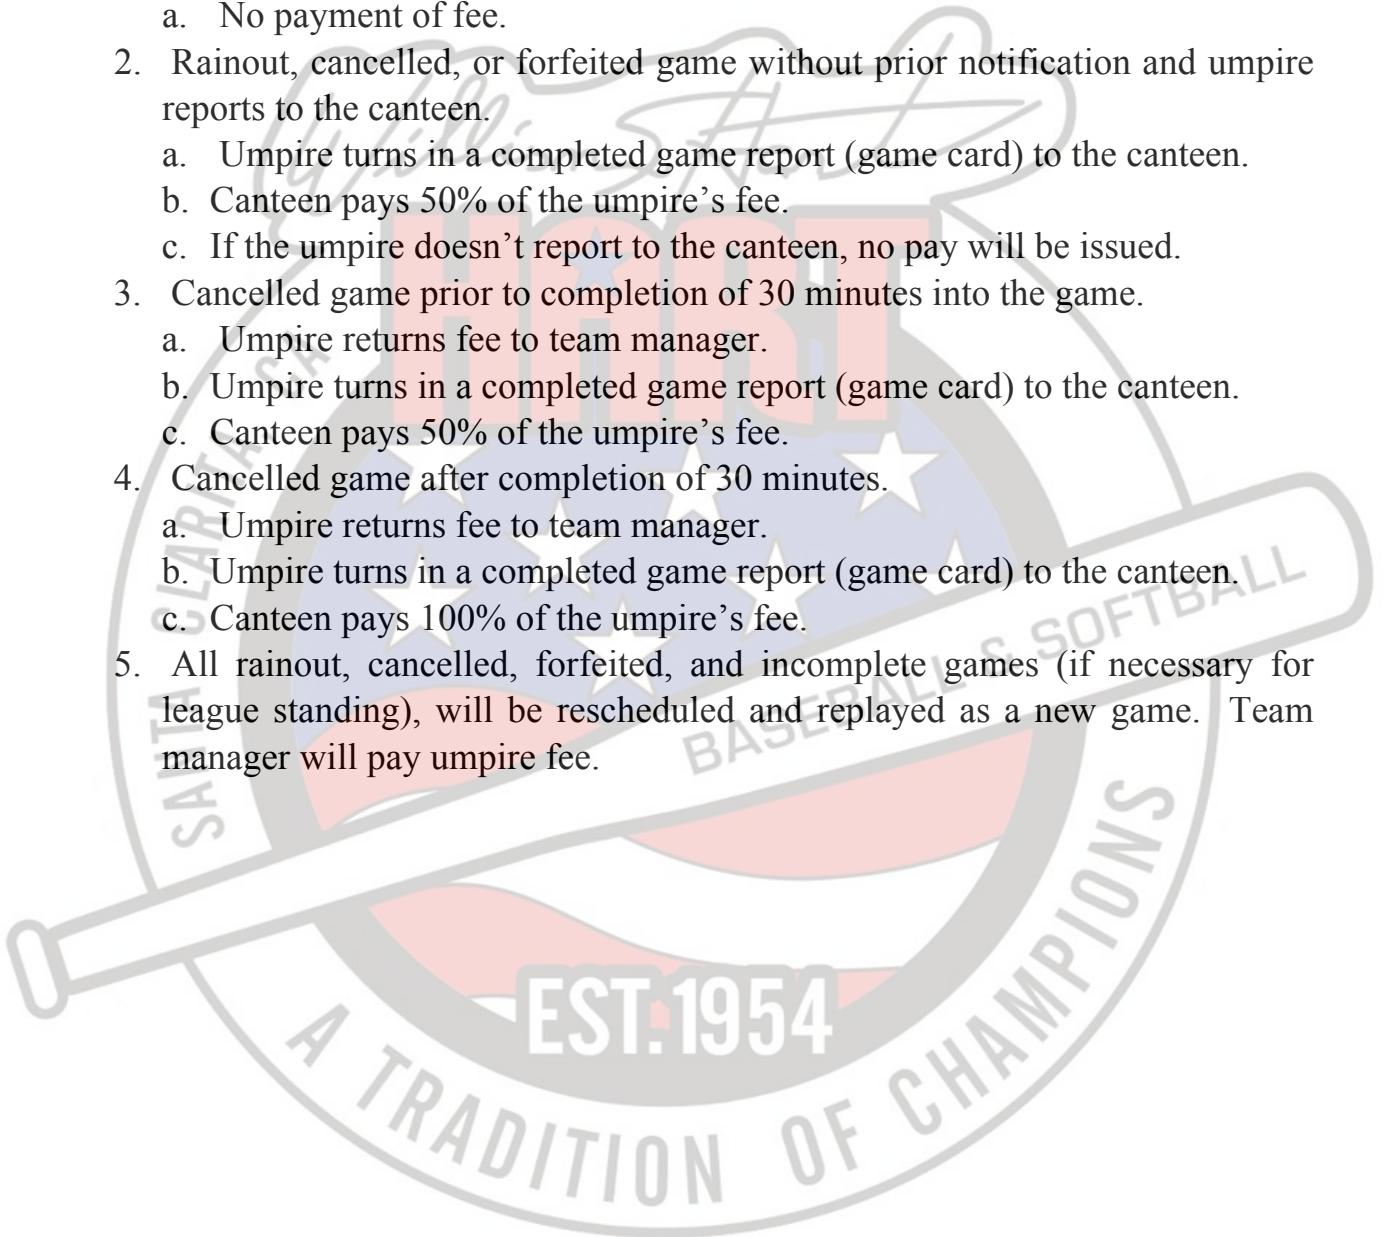 a. No payment of fee.
2. Rainout, cancelled, or forfeited game without prior notification and umpire
reports to the canteen.
a. Umpire turns in a completed game report (game card) to the canteen.
b. Canteen pays 50% of the umpire’s fee.
c. If the umpire doesn’t report to the canteen, no pay will be issued.
3. Cancelled game prior to completion of 30 minutes into the game.
a. Umpire returns fee to team manager.
b. Umpire turns in a completed game report (game card) to the canteen.
c. Canteen pays 50% of the umpire’s fee.
4. Cancelled game after completion of 30 minutes.
a. Umpire returns fee to team manager.
b. Umpire turns in a completed game report (game card) to the canteen.
c. Canteen pays 100% of the umpire’s fee.
5. All rainout, cancelled, forfeited, and incomplete games (if necessary for
league standing), will be rescheduled and replayed as a new game. Team
manager will pay umpire fee.
William S Hart
HART
SANTA CLARITA, CA
BASEBALL & SOFTBALL
EST. 1954
A TRADITION OF CHAMPIONS